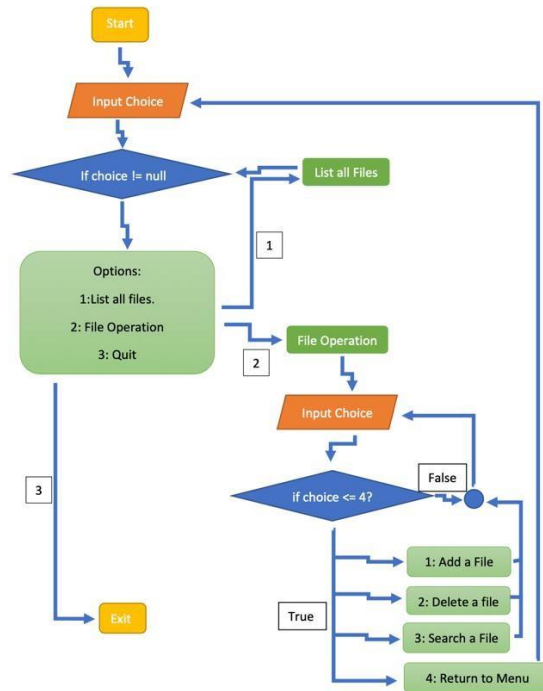 Start
Input Choice
If choice != null
List all Files
1
Options:
1:List all files.
2: File Operation
3: Quit
2
File Operation
Input Choice
False
if choice <= 4?
3
1: Add a File
2: Delete a file
True
3: Search a File
Exit
4: Return to Menu